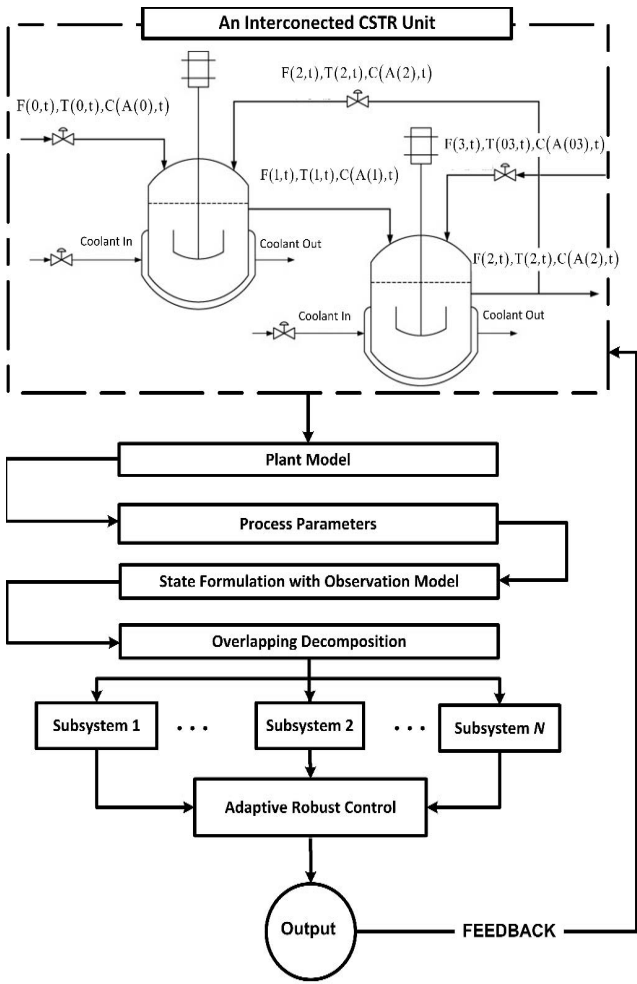 An Interconected CSTR Unit
F(2,t),T(2,t),C(A(2),t)
F(0,t),T(0,t),C(A(0),t)
F(3,t),T(03,t),C(A(03),t)
F(1,t),T(1,t),C(A(1),t)
Coolant In
Coolant Out
F(2,t),T(2,t),C(A(2),t)
Coolant In
Coolant Out
Plant Model
Process Parameters
State Formulation with Observation Model
Overlapping Decomposition
Subsystem 1 ... Subsystem 2 ... Subsystem N
Adaptive Robust Control
Output
FEEDBACK